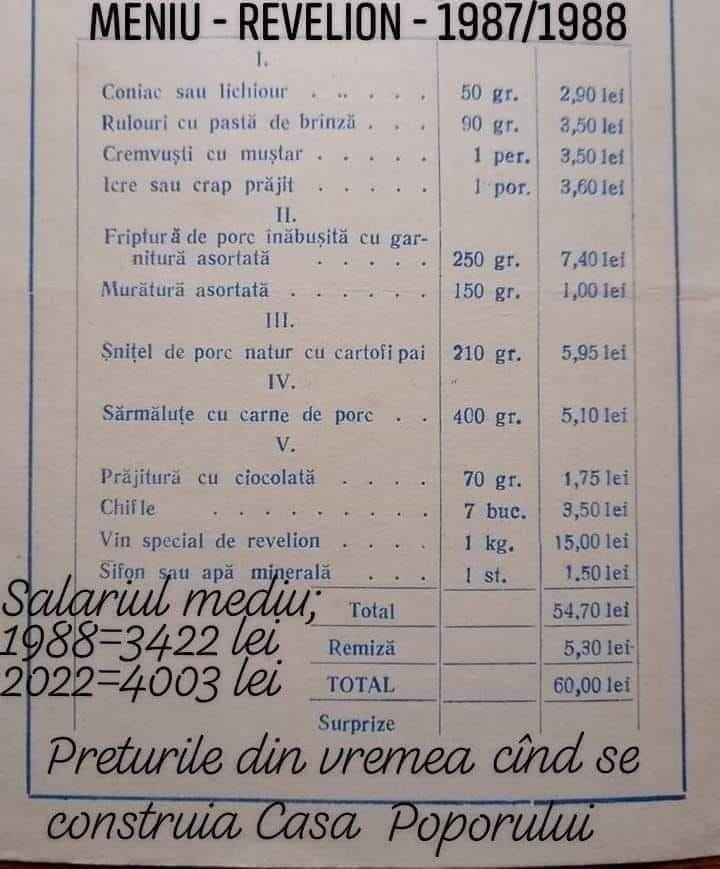 MENIU - REVELION - 1987/1988
I.
Coniac sau lichiour . .. . . . 50 gr. 2,90 lei
Rulouri cu pastă de brînză . . . 90 gr. 3,50 lei
Cremvuști cu muștar . . . . . 1 per. 3,50 lei
Icre sau crap prăjit . . . . . 1 por. 3,60 lei
II.
Friptură de porc înăbușită cu gar-
nitură asortată . . . . . 250 gr. 7,40 lei
Murătură asortată . . . . . . 150 gr. 1,00 lei
III.
Șnițel de porc natur cu cartofi pai 210 gr. 5,95 lei
IV.
Sărmăluțe cu carne de porc . . 400 gr. 5,10 lei
V.
Prăjitură cu ciocolată . . . . 70 gr. 1,75 lei
Chifle . . . . . . . . . 7 buc. 3,50 lei
Vin special de revelion . . . . 1 kg. 15,00 lei
Sifon sau apă minerală . . . 1 st. 1.50 lei
Salariul mediu; Total 54.70 lei
1988=3422 lei Remiză 5,30 lei
2022=4003 lei TOTAL 60,00 lei
Surprize
Preturile din vremea cînd se
construia Casa Poporului